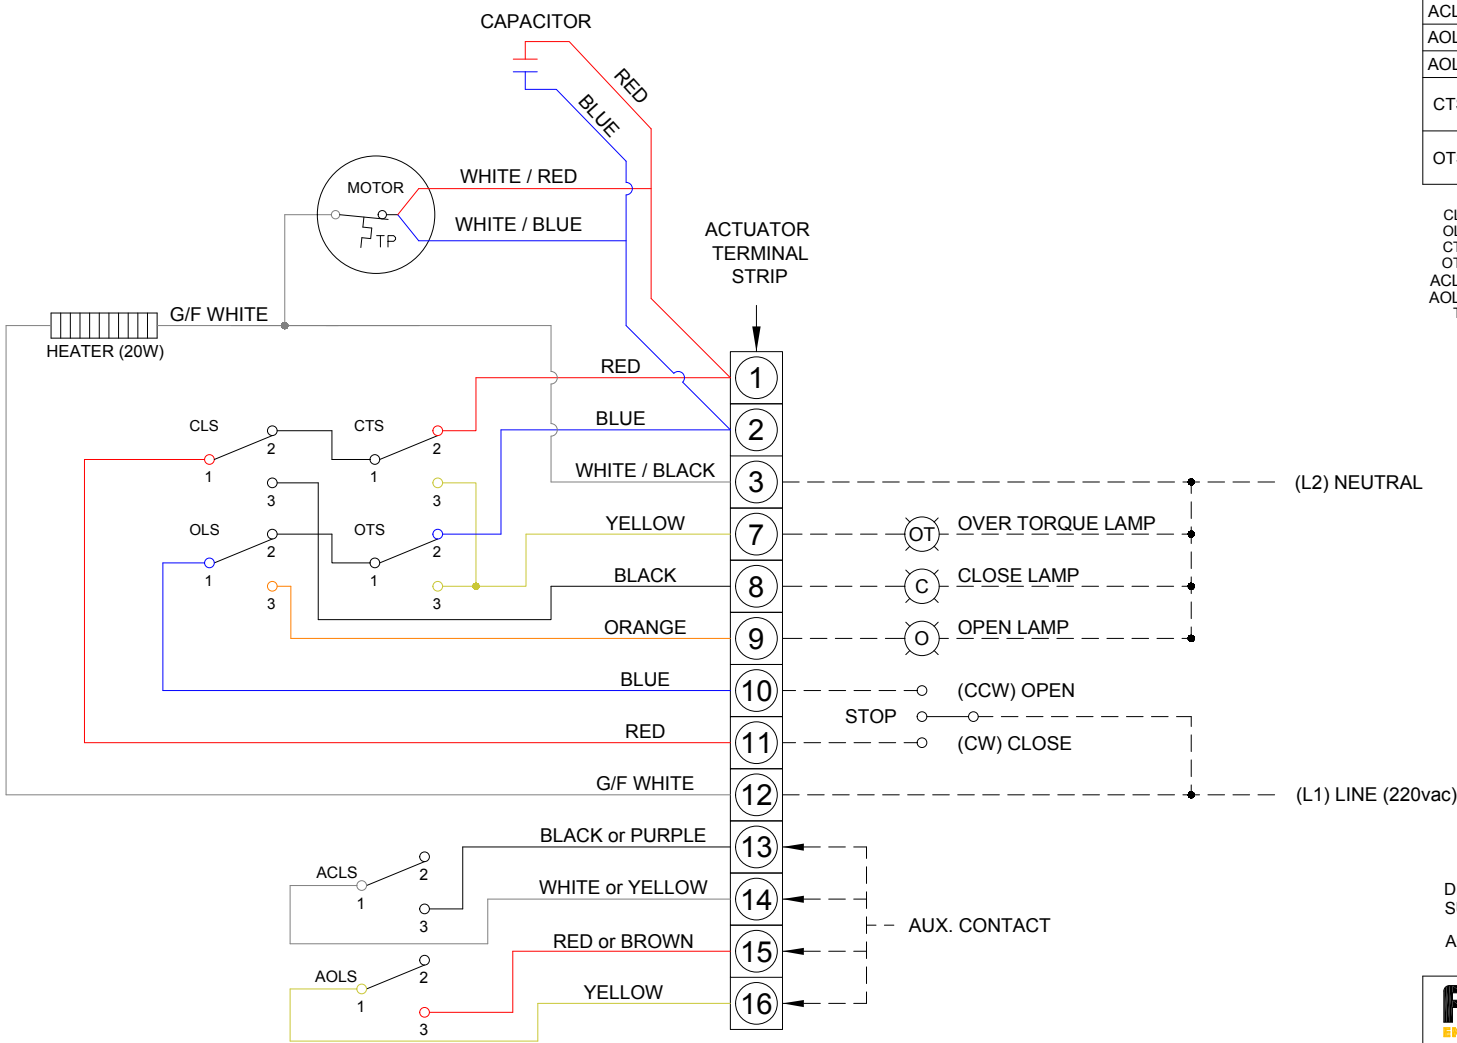 CAPACITOR
RED
BLUE
MOTOR
TP
WHITE / RED
WHITE / BLUE
ACTUATOR
TERMINAL
STRIP
G/F WHITE
HEATER (20W)
RED
1
CLS
2
1
3
CTS
2
1
3
BLUE
2
WHITE / BLACK
3
(L2) NEUTRAL
OLS
2
1
3
OTS
2
1
3
YELLOW
7
OT
OVER TORQUE LAMP
BLACK
8
C
CLOSE LAMP
ORANGE
9
O
OPEN LAMP
BLUE
10
(CCW) OPEN
STOP
RED
11
(CW) CLOSE
G/F WHITE
12
(L1) LINE (220vac)
BLACK or PURPLE
13
ACLS
2
1
3
WHITE or YELLOW
14
AUX. CONTACT
RED or BROWN
15
AOLS
2
1
3
YELLOW
16